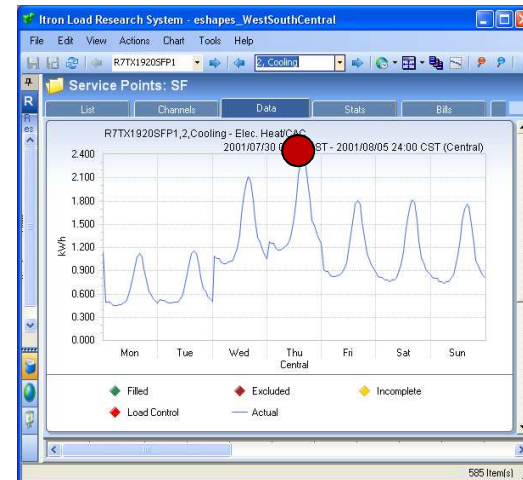 Itron Load Research System - eshapes_WestSouthCentral
File Edit View Actions Chart Tools Help
R7TX1920SFP1 2, Cooling
Service Points: SF
List Channels Data Stats Bills
R7TX1920SFP1,2,Cooling - Elec. Heat/CAC
2001/07/30 ST - 2001/08/05 24:00 CST (Central)
2.400
2.100
1.800
1.500
kWh
1.200
0.900
0.600
0.300
0.000
Mon Tue Wed Thu Fri Sat Sun
Central
Filled Excluded Incomplete
Load Control Actual
585 Item(s)